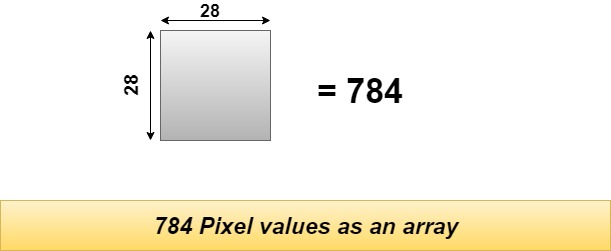 28
28
= 784
784 Pixel values as an array